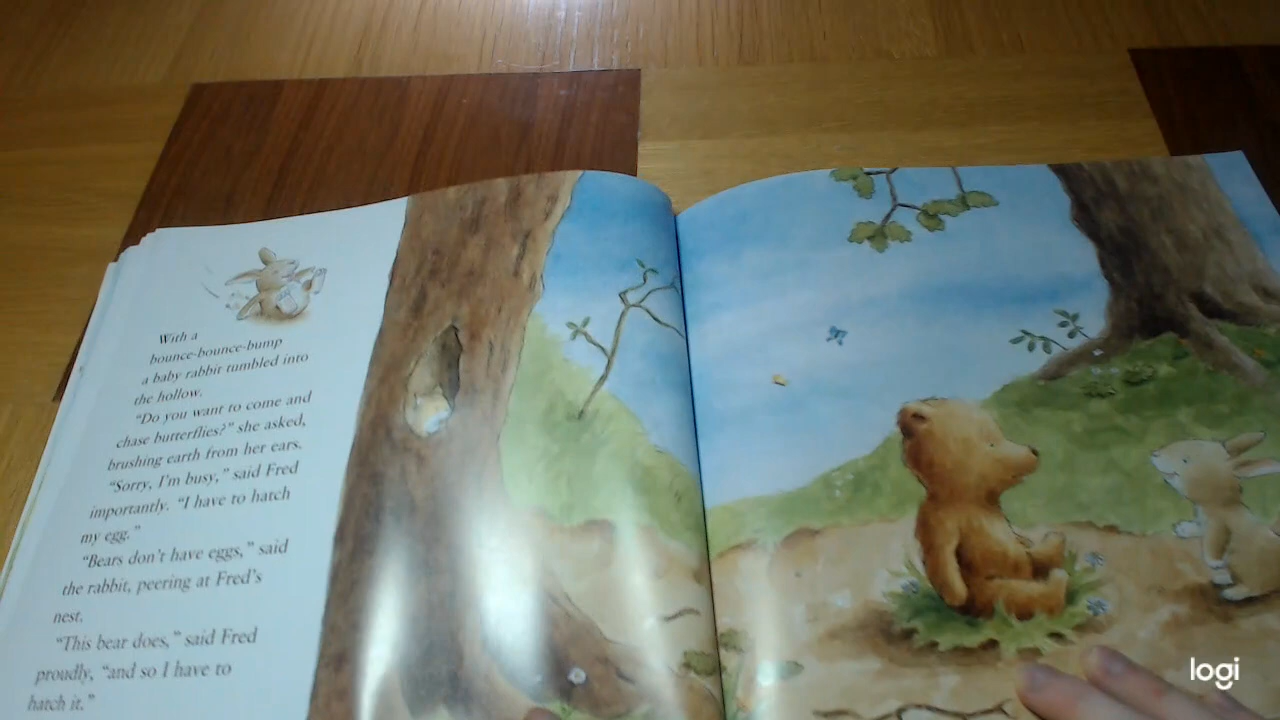 With a
bounce-bounce-bump
a baby rabbit tumbled into
the hollow.
“Do you want to come and
chase butterflies?” she asked,
brushing earth from her ears.
“Sorry, I’m busy,” said Fred
importantly. “I have to hatch
my egg.”
“Bears don’t have eggs,” said
the rabbit, peering at Fred’s
nest.
“This bear does,” said Fred
proudly, “and so I have to
hatch it.”
logi